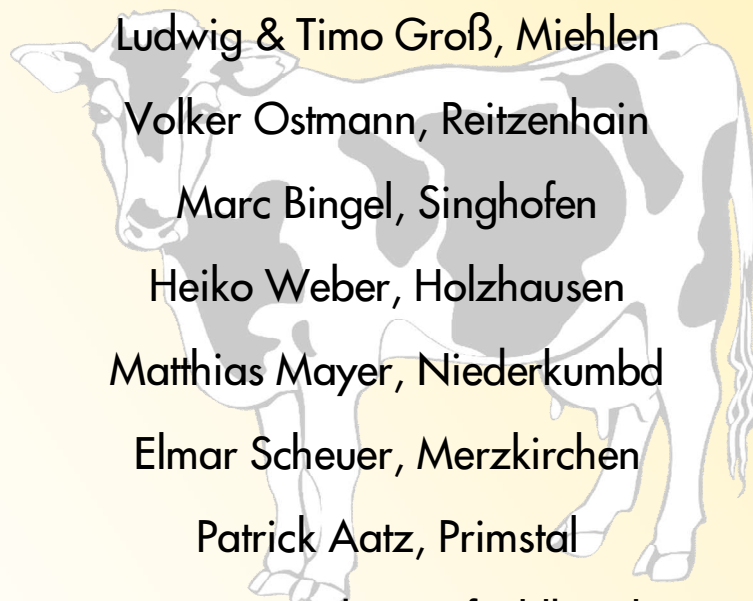 Ludwig & Timo Groß, Miehlen
Volker Ostmann, Reitzenhain
Marc Bingel, Singhofen
Heiko Weber, Holzhausen
Matthias Mayer, Niederkumbd
Elmar Scheuer, Merzkirchen
Patrick Aatz, Primstal